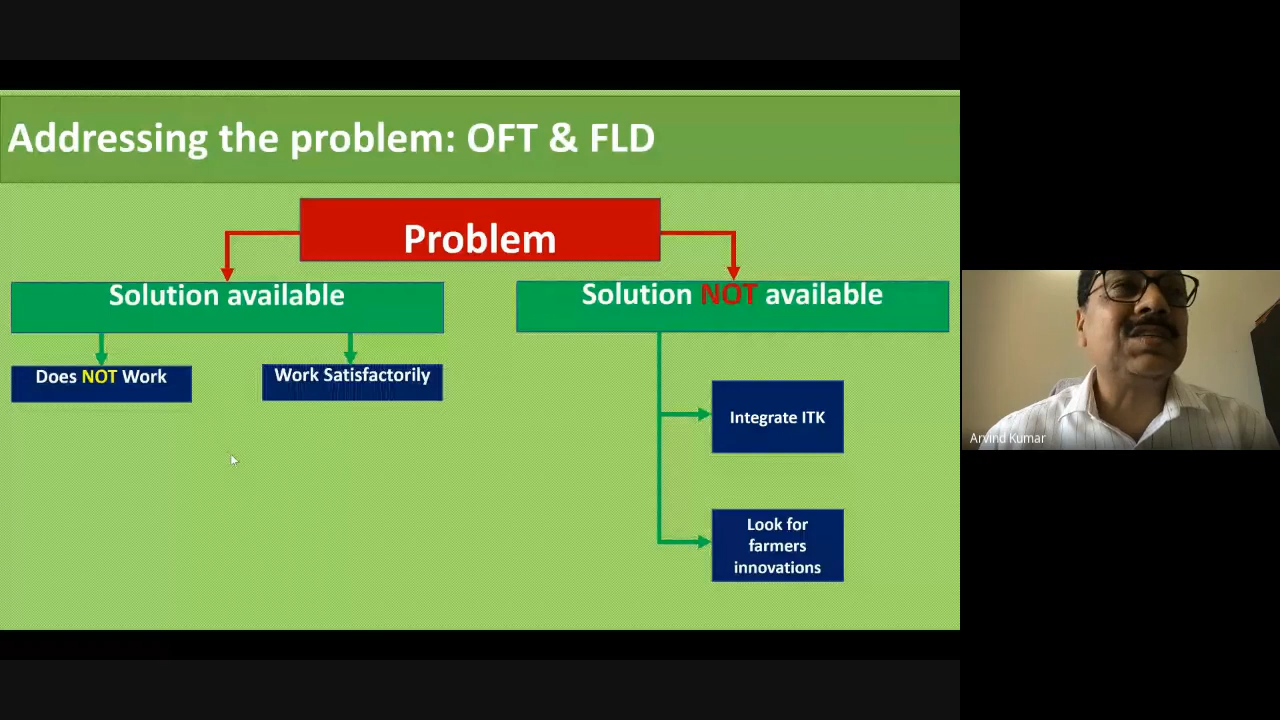 Addressing the problem: OFT & FLD
Problem
Solution available
Solution NOT available
Does NOT Work
Work Satisfactorily
Integrate ITK
Look for
farmers
innovations
Arvind Kumar